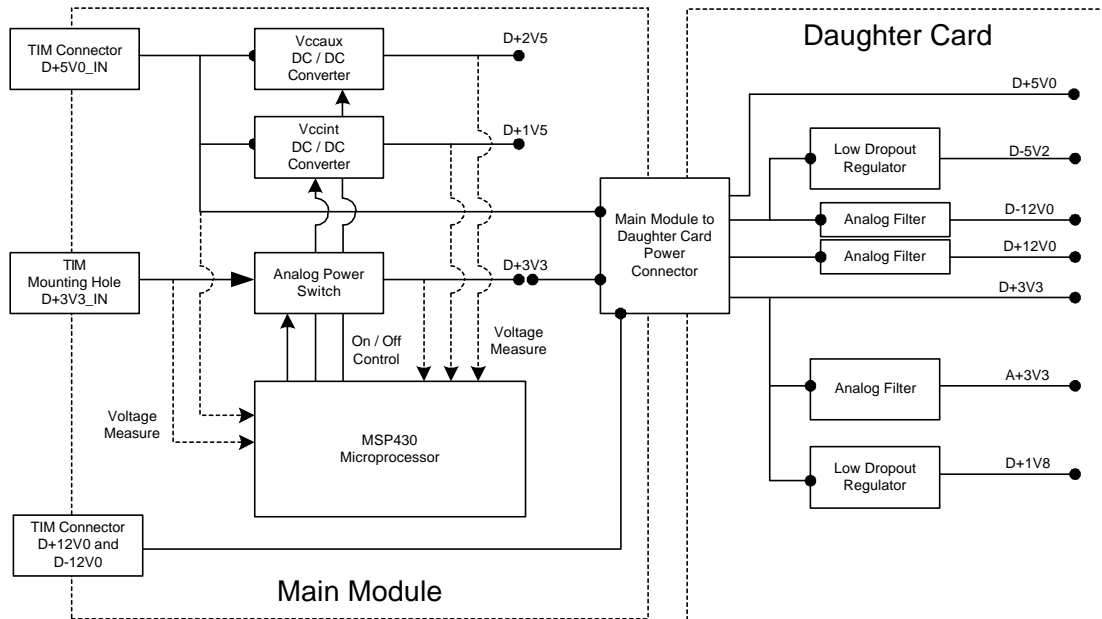 TIM Connector
D+5V0_IN
Vccaux
DC / DC
Converter
D+2V5
Vccint
DC / DC
Converter
D+1V5
TIM
Mounting Hole
D+3V3_IN
Analog Power
Switch
D+3V3
On / Off
Control
Voltage
Measure
Voltage
Measure
MSP430
Microprocessor
TIM Connector
D+12V0 and
D-12V0
Main Module
Main Module to
Daughter Card
Power
Connector
Daughter Card
D+5V0
Low Dropout
Regulator
D-5V2
Analog Filter
D-12V0
Analog Filter
D+12V0
D+3V3
Analog Filter
A+3V3
Low Dropout
Regulator
D+1V8